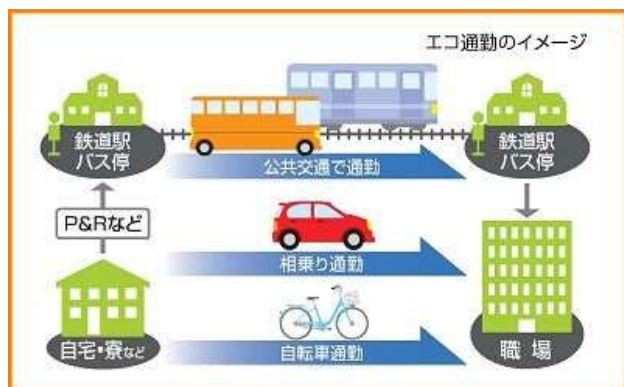 エコ通勤のイメージ
鉄道駅
バス停
鉄道駅
バス停
公共交通で通勤
P&Rなど
相乗り通勤
自転車通勤
自宅・寮など
職場